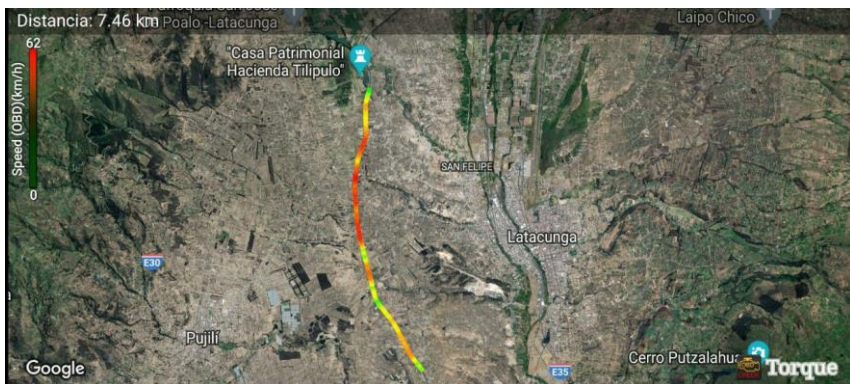 Distancia: 7.46 km
Poalo -Latacunga
Laipo Chico
62
Speed (OBD)(km/h)
0
"Casa Patrimonial
Hacienda Tilipulo"
SAN FELIPE
Latacunga
E30
Pujilí
Google
E35
Cerro Putzalahua
Torque